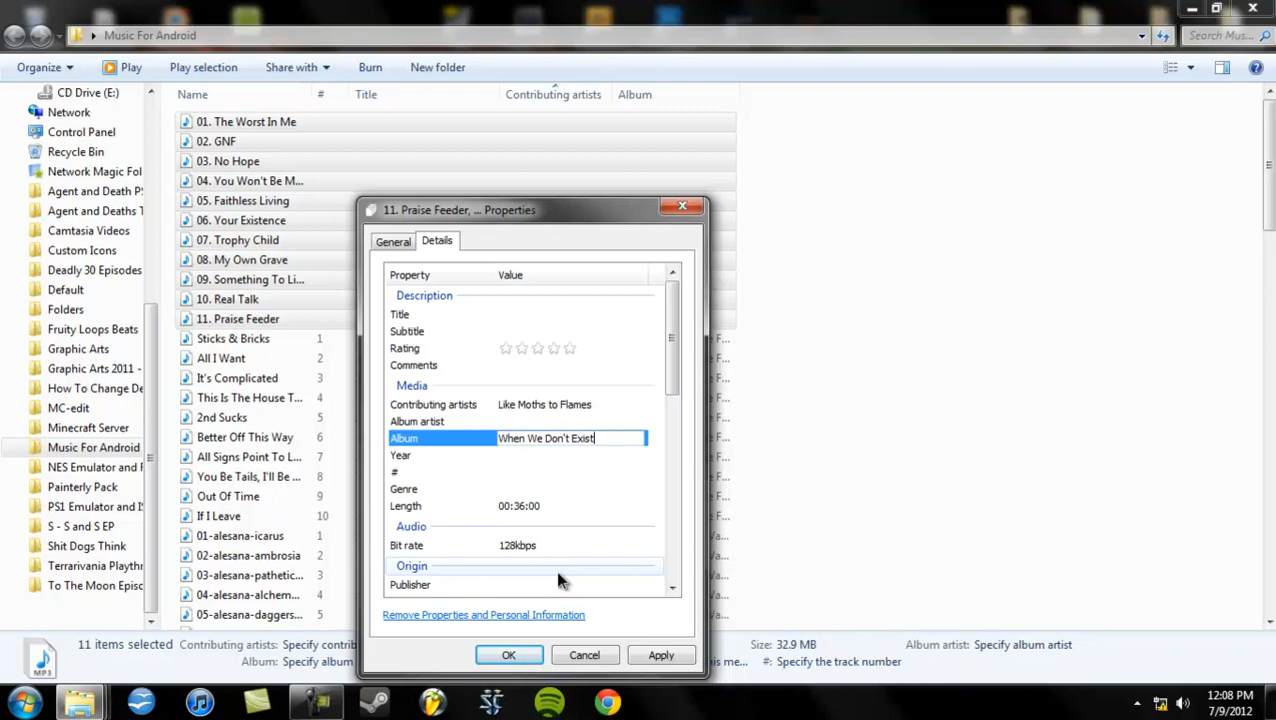 Music For Android
Search Mus...
Organize
Play
Play selection
Share with
Burn
New folder
CD Drive (E:)
Network
Control Panel
Recycle Bin
Network Magic Fol
Agent and Death PS
Agent and Deaths T
Camtasia Videos
Custom Icons
Deadly 30 Episodes
Default
Folders
Fruity Loops Beats
Graphic Arts
Graphic Arts 2011 -
How To Change De
MC-edit
Minecraft Server
Music For Android
NES Emulator and F
Painterly Pack
PS1 Emulator and I
S - S and S EP
Shit Dogs Think
Terrarivia Playthr
To The Moon Episod
Name # Title Contributing artists Album
01. The Worst In Me
02. GNF
03. No Hope
04. You Won't Be M...
05. Faithless Living
06. Your Existence
07. Trophy Child
08. My Own Grave
09. Something To Li...
10. Real Talk
11. Praise Feeder
Sticks & Bricks 1
All I Want 2
It's Complicated 3
This Is The House T... 4
2nd Sucks 5
Better Off This Way 6
All Signs Point To L... 7
You Be Tails, I'll Be ... 8
Out Of Time 9
If I Leave 10
01-alesana-icarus 1
02-alesana-ambrosia 2
03-alesana-pathetic... 3
04-alesana-alchem... 4
05-alesana-daggers... 5
11. Praise Feeder, ... Properties
General
Details
Property Value
Description
Title
Subtitle
Rating
Comments
Media
Contributing artists Like Moths to Flames
Album artist
Album When We Don't Exist
Year
#
Genre
Length 00:36:00
Audio
Bit rate 128kbps
Origin
Publisher
Remove Properties and Personal Information
OK
Cancel
Apply
11 items selected Contributing artists: Specify contrib
Album: Specify album
Size: 32.9 MB
#: Specify the track number
Album artist: Specify album artist
MP3
12:08 PM
7/9/2012